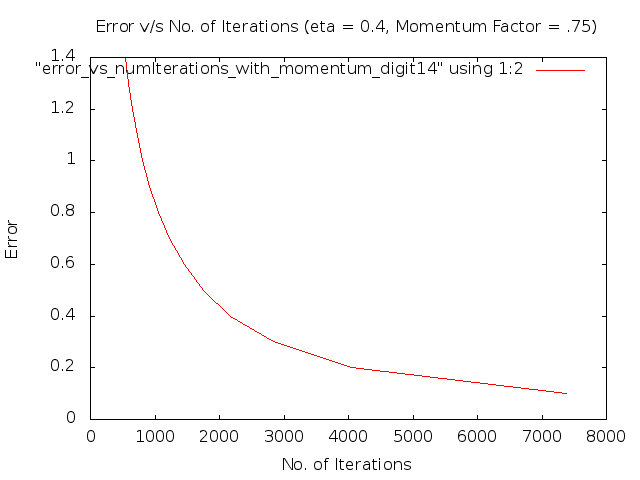 Error v/s No. of Iterations (eta = 0.4, Momentum Factor = .75)
"error_vs_numIterations_with_momentum_digit14" using 1:2
1.4
1.2
1
0.8
0.6
0.4
0.2
0
Error
0 1000 2000 3000 4000 5000 6000 7000 8000
No. of Iterations